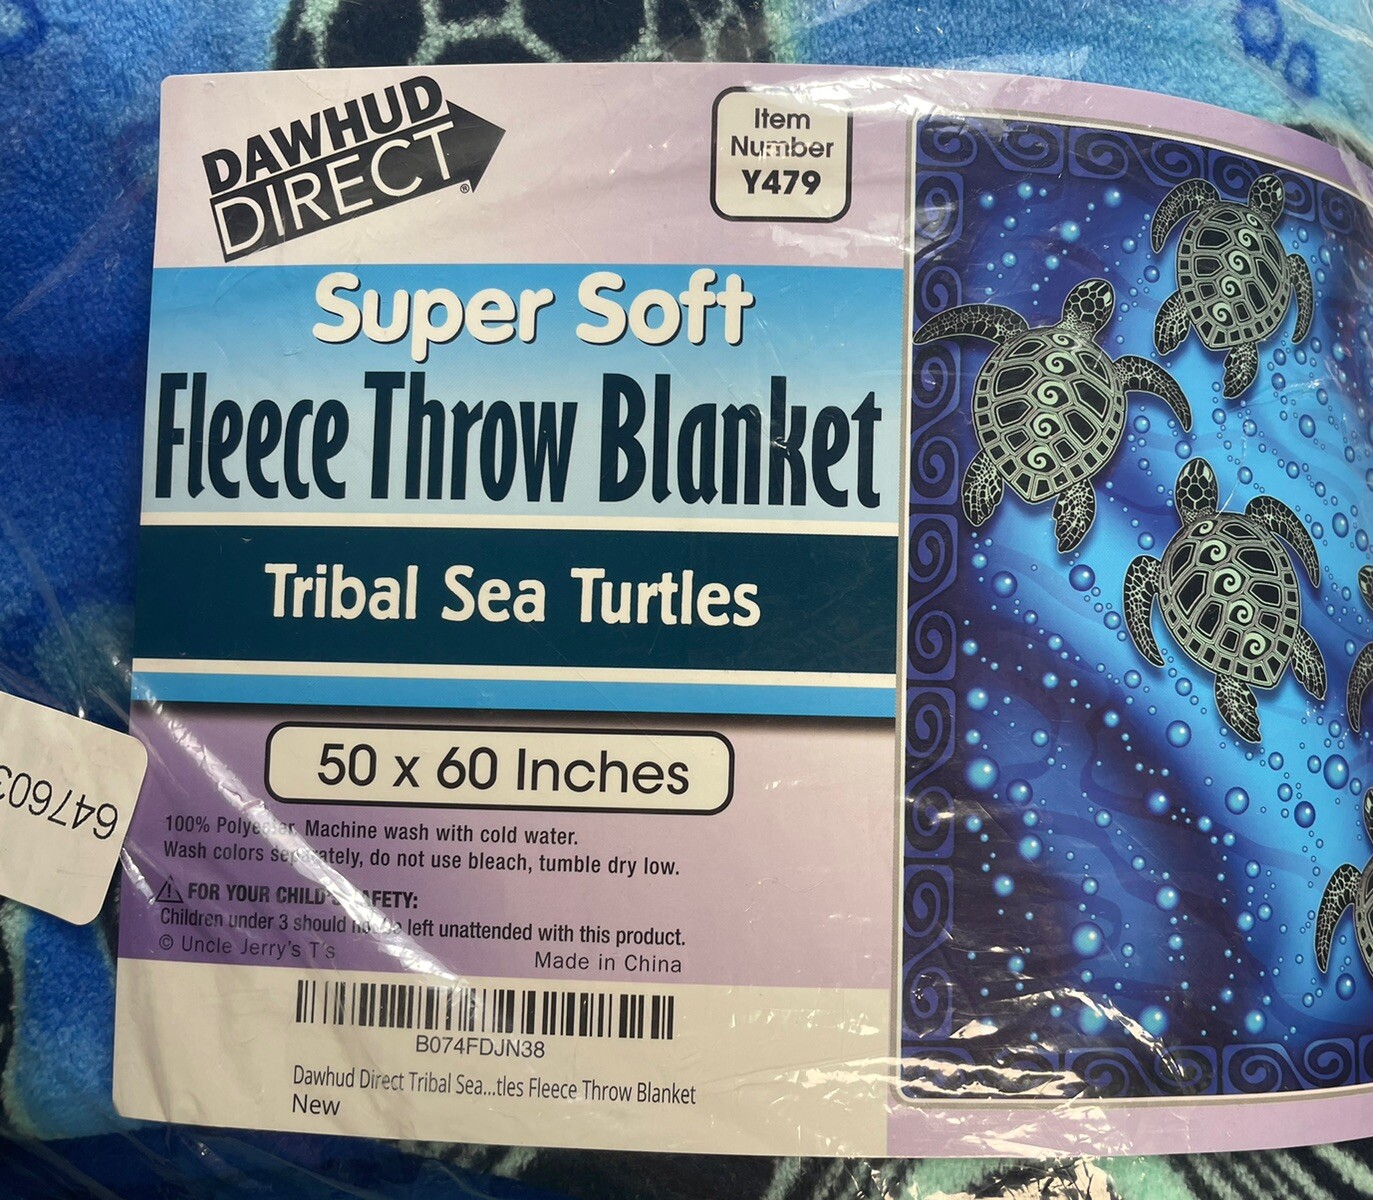 DAWHUD
DIRECT®
Item
Number
Y479
Super Soft
Fleece Throw Blanket
Tribal Sea Turtles
50 x 60 Inches
100% Polyester. Machine wash with cold water.
Wash colors separately, do not use bleach, tumble dry low.
⚠ FOR YOUR CHILD'S SAFETY:
Children under 3 should not be left unattended with this product.
© Uncle Jerry's T's
Made in China
B074FDJN38
Dawhud Direct Tribal Sea...tles Fleece Throw Blanket
New
647603